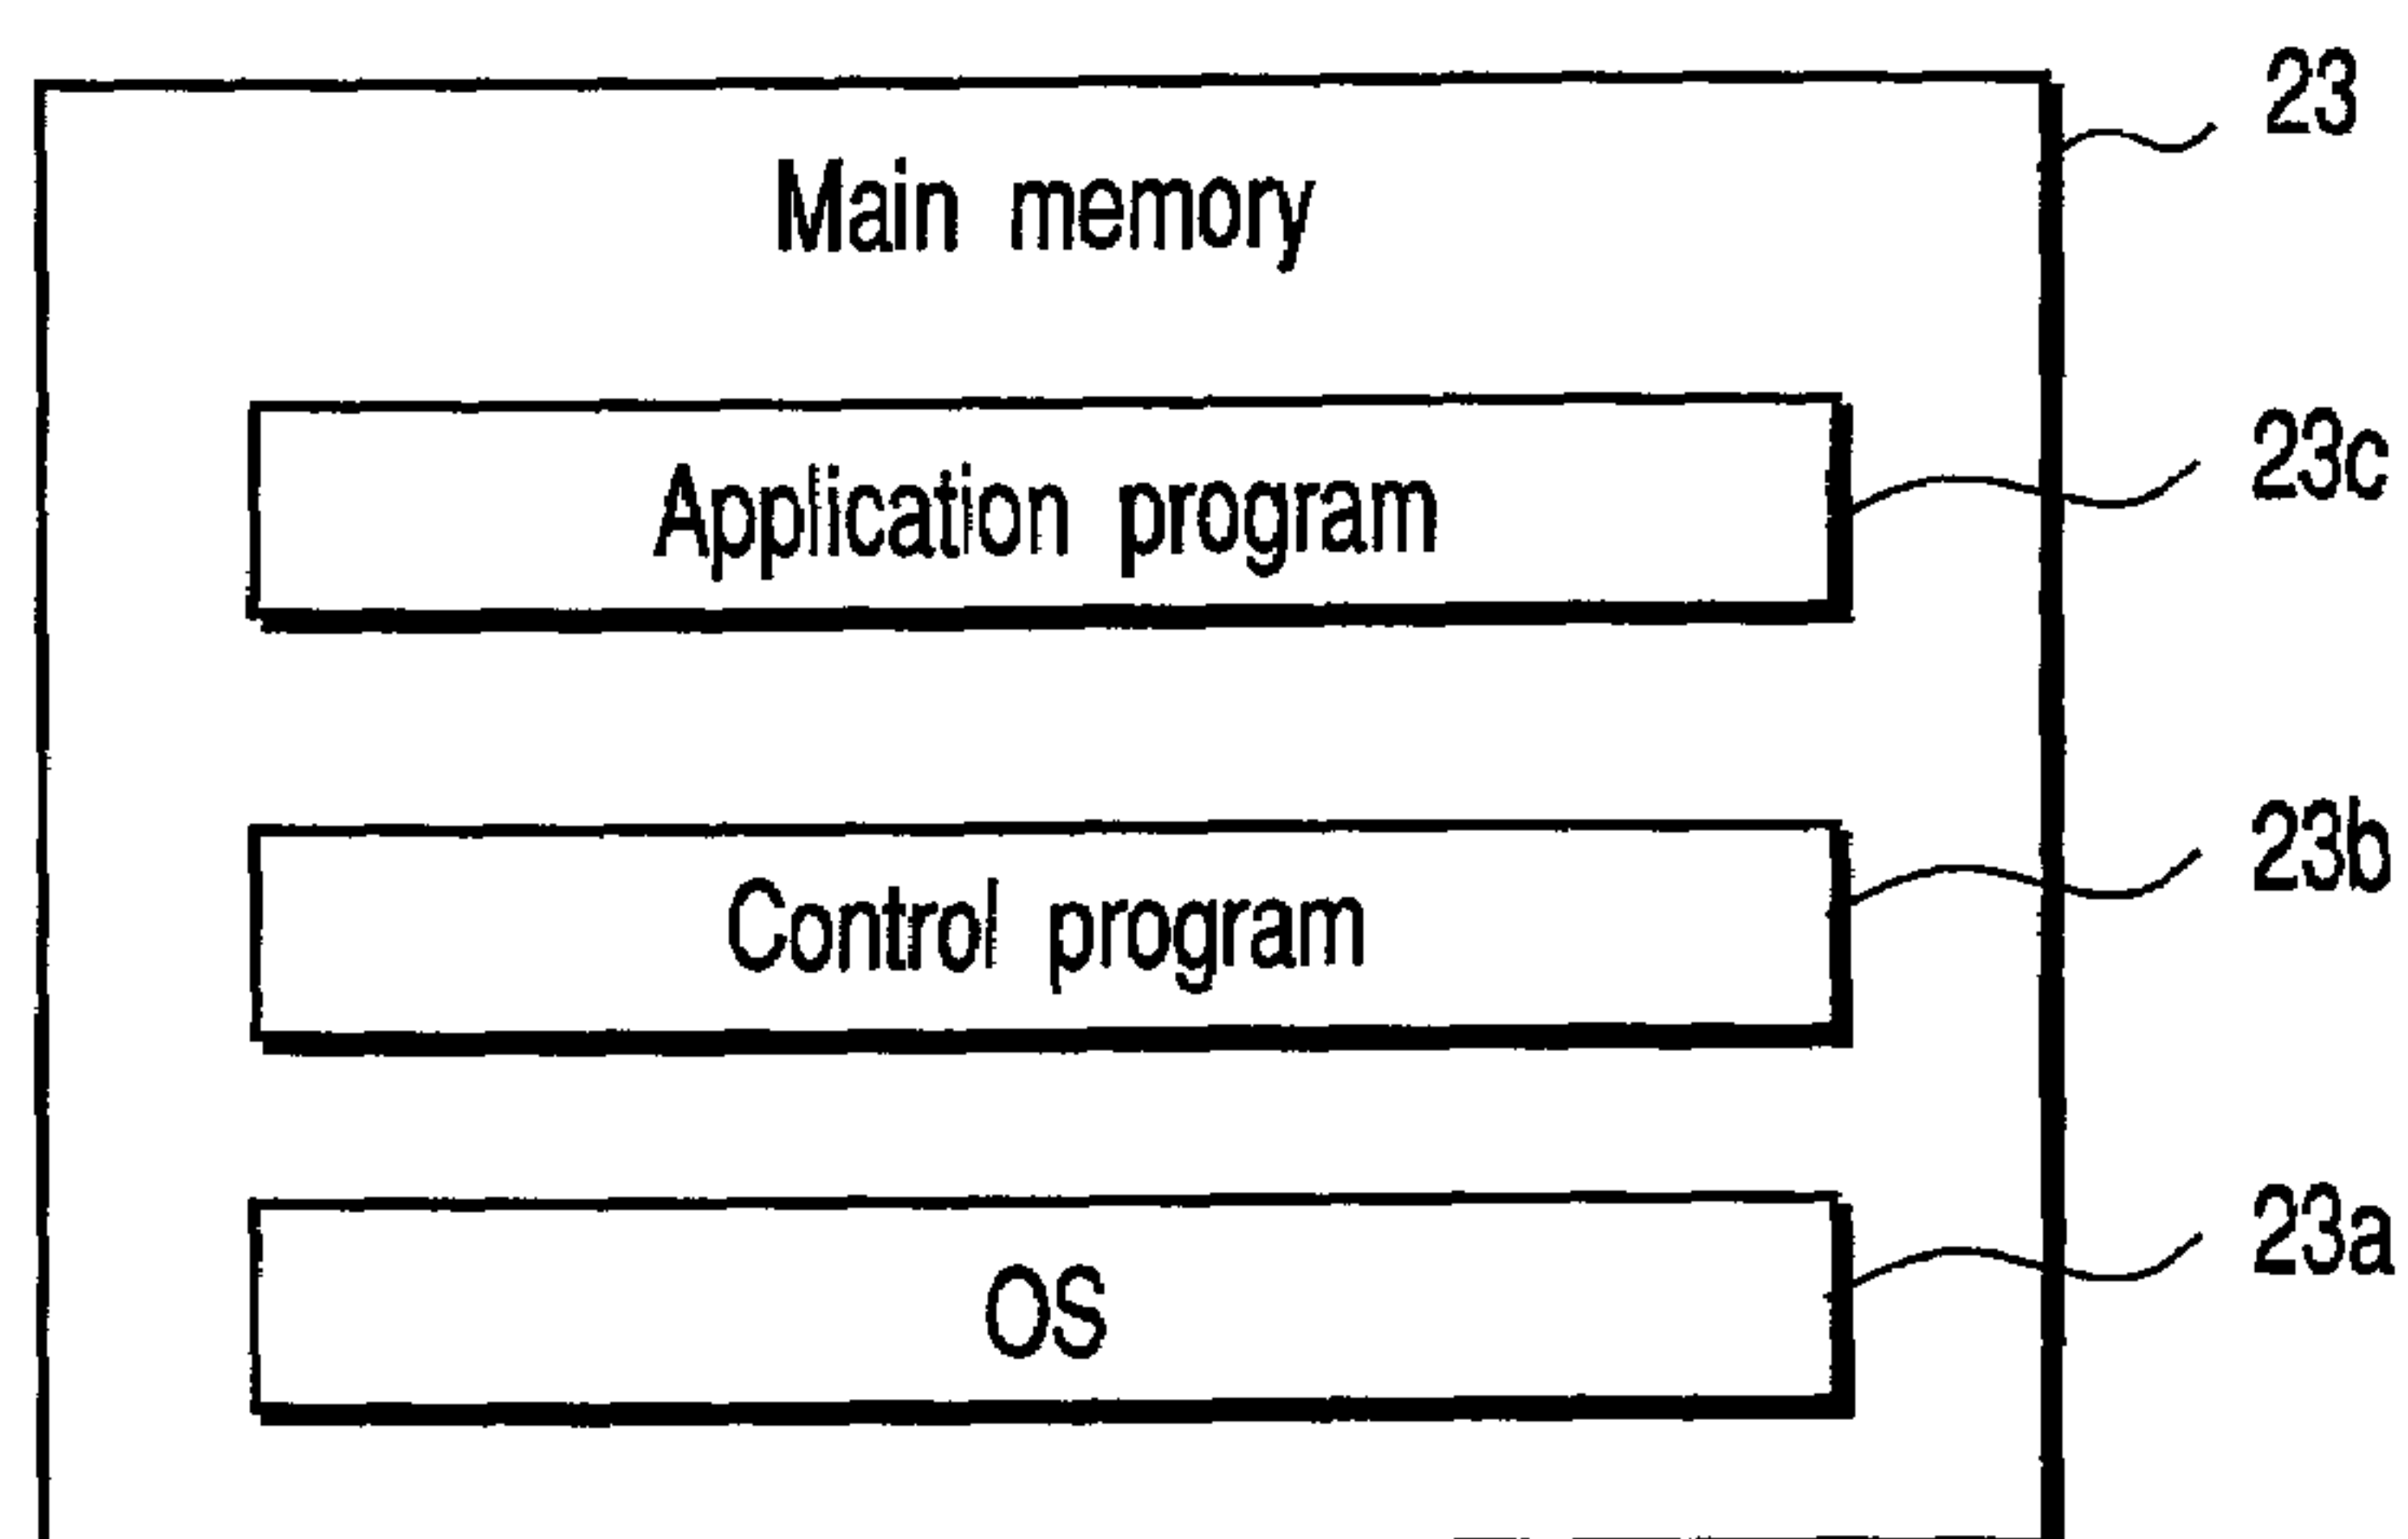 23
Main memory
23c
Application program
23b
Control program
23a
OS